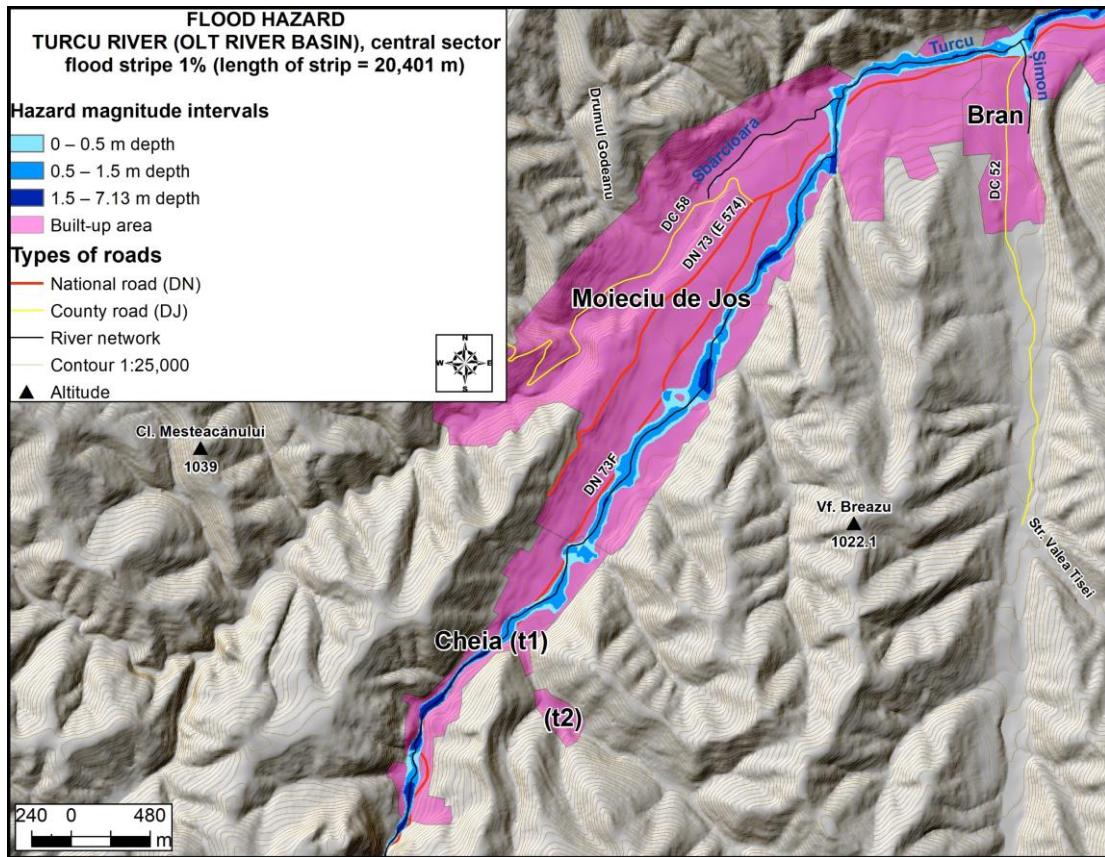 FLOOD HAZARD
TURCU RIVER (OLT RIVER BASIN), central sector
flood stripe 1% (length of strip = 20,401 m)
Hazard magnitude intervals
0 – 0.5 m depth
0.5 – 1.5 m depth
1.5 – 7.13 m depth
Built-up area
Types of roads
National road (DN)
County road (DJ)
River network
Contour 1:25,000
Altitude
N
W E
S
Drumul Godeanu
Turcu
Şimon
Bran
Sbârcioara
DC 52
DC 58
DN 73 (E 574)
Moieciu de Jos
Cl. Mesteacănului
1039
DN 73F
Vf. Breazu
1022.1
Str. Valea Tisei
Cheia (t1)
(t2)
240 0 480
m